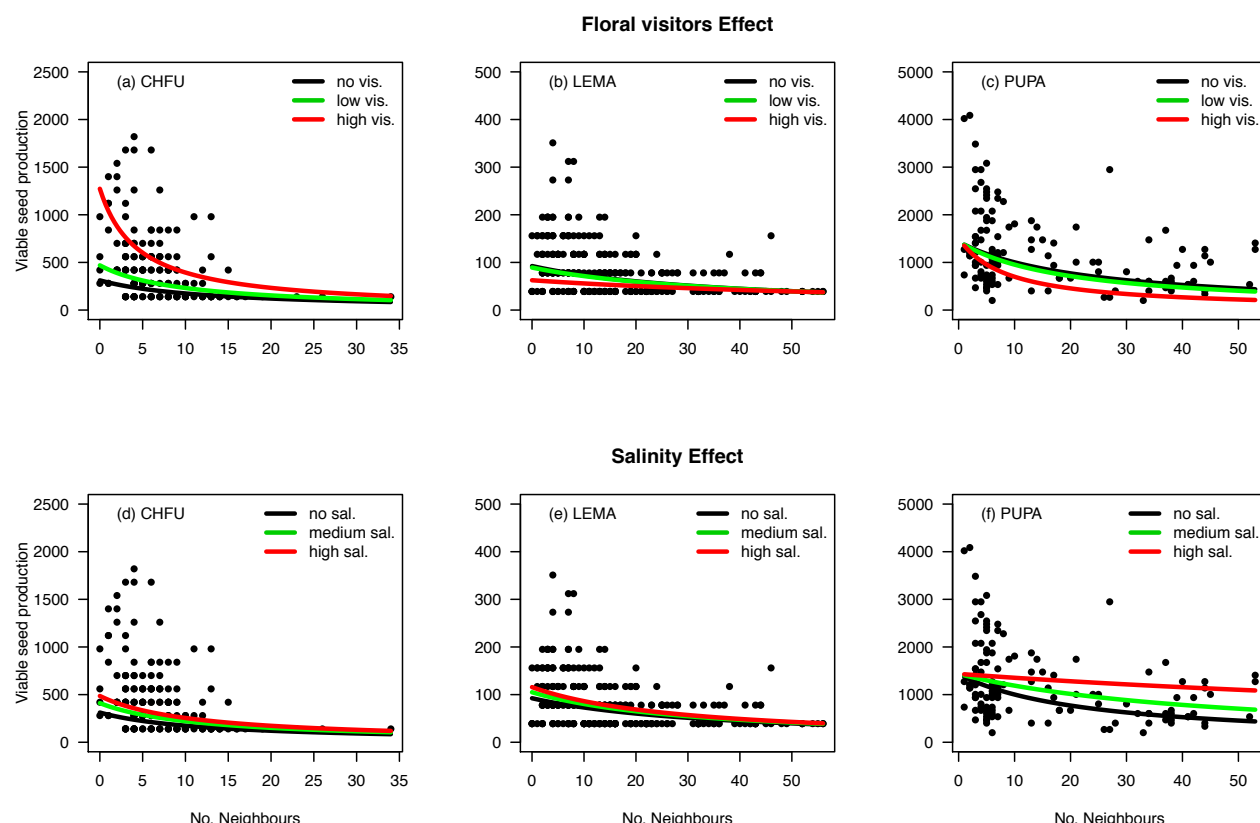 Floral visitors Effect
(a) CHFU
no vis.
low vis.
high vis.
Viable seed production
2500
2000
1500
1000
500
0
0 5 10 15 20 25 30 35
(b) LEMA
no vis.
low vis.
high vis.
500
400
300
200
100
0
0 10 20 30 40 50
(c) PUPA
no vis.
low vis.
high vis.
5000
4000
3000
2000
1000
0
0 10 20 30 40 50
Salinity Effect
(d) CHFU
no sal.
medium sal.
high sal.
Viable seed production
2500
2000
1500
1000
500
0
0 5 10 15 20 25 30 35
No. Neighbours
(e) LEMA
no sal.
medium sal.
high sal.
500
400
300
200
100
0
0 10 20 30 40 50
No. Neighbours
(f) PUPA
no sal.
medium sal.
high sal.
5000
4000
3000
2000
1000
0
0 10 20 30 40 50
No. Neighbours